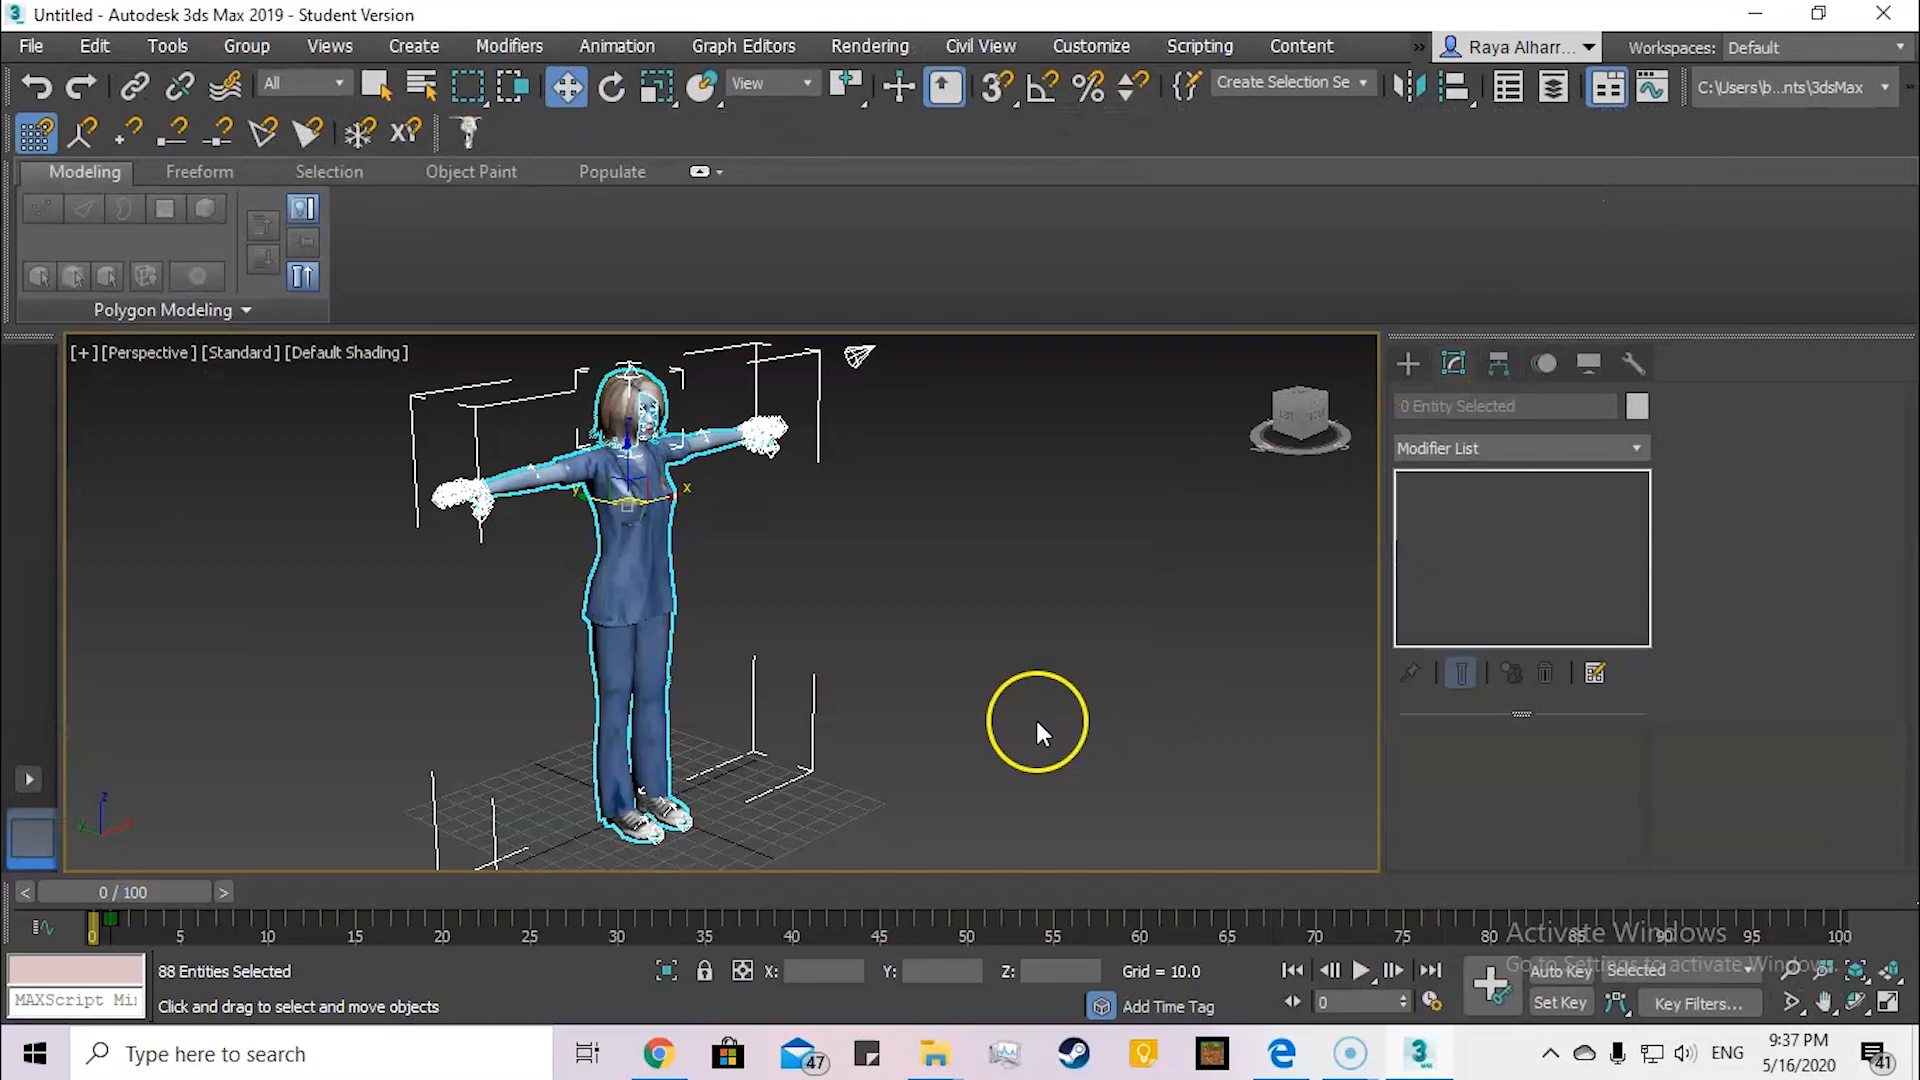 Untitled - Autodesk 3ds Max 2019 - Student Version
File Edit Tools Group Views Create Modifiers Animation Graph Editors Rendering Civil View Customize Scripting Content » Raya Alharr... Workspaces: Default
All View Create Selection Se C:\Users\b...nts\3dsMax
XY
Modeling Freeform Selection Object Paint Populate
Polygon Modeling
[+] [Perspective] [Standard] [Default Shading]
0 Entity Selected
Modifier List
x
y
z
< 0 / 100 >
0 5 10 15 20 25 30 35 40 45 50 55 60 65 70 75 80 85 90 95 100
Activate Windows
Go to Settings to activate Windows.
88 Entities Selected X: Y: Z: Grid = 10.0 Auto Key Selected
MAXScript Mi: Click and drag to select and move objects Add Time Tag 0 Set Key Key Filters...
Type here to search 47 ENG 9:37 PM
5/16/2020 41